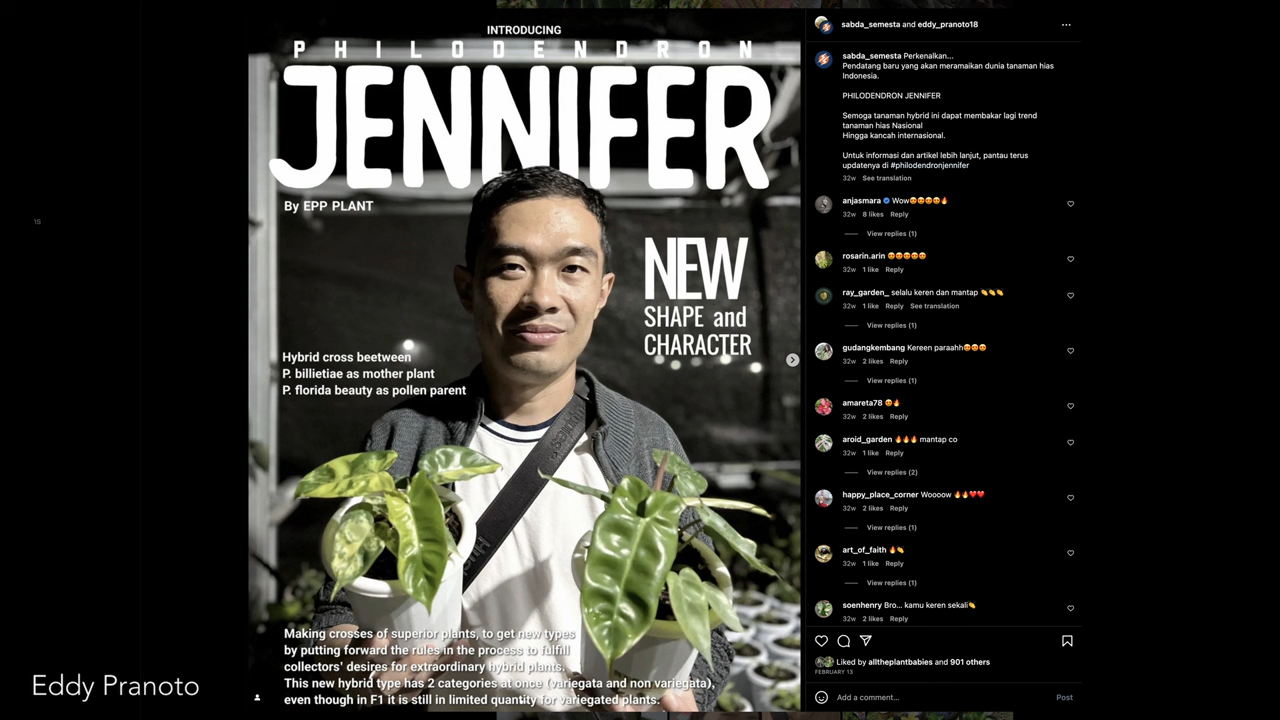 INTRODUCING
PHILODENDRON
JENNIFER
By EPP PLANT
NEW
SHAPE and
CHARACTER
Hybrid cross beetween
P. billietiae as mother plant
P. florida beauty as pollen parent
Making crosses of superior plants, to get new types
by putting forward the rules in the process to fulfill
collectors' desires for extraordinary hybrid plants.
This new hybrid type has 2 categories at once (variegata and non variegata),
even though in F1 it is still in limited quantity for variegated plants.
Eddy Pranoto
15
sabda_semesta and eddy_pranoto18
sabda_semesta Perkenalkan...
Pendatang baru yang akan meramaikan dunia tanaman hias
Indonesia.
PHILODENDRON JENNIFER
Semoga tanaman hybrid ini dapat membakar lagi trend
tanaman hias Nasional
Hingga kancah internasional.
Untuk informasi dan artikel lebih lanjut, pantau terus
updatenya di #philodendronjennifer
32w See translation
anjasmara Wow😍😍😍😍🔥
32w 8 likes Reply
View replies (1)
rosarin.arin 😍😍😍😍😍
32w 1 like Reply
ray_garden_ selalu keren dan mantap 👏👏👏
32w 1 like Reply See translation
View replies (1)
gudangkembang Kereen paraahh😍😍😍
32w 2 likes Reply
View replies (1)
amareta78 😍🔥
32w 2 likes Reply
aroid_garden 🔥🔥🔥 mantap co
32w 1 like Reply
View replies (2)
happy_place_corner Woooow 🔥🔥❤️❤️
32w 2 likes Reply
View replies (1)
art_of_faith 🔥👏
32w 1 like Reply
View replies (1)
soenhenry Bro... kamu keren sekali👏
32w 2 likes Reply
Liked by alltheplantbabies and 901 others
FEBRUARY 13
Add a comment...
Post